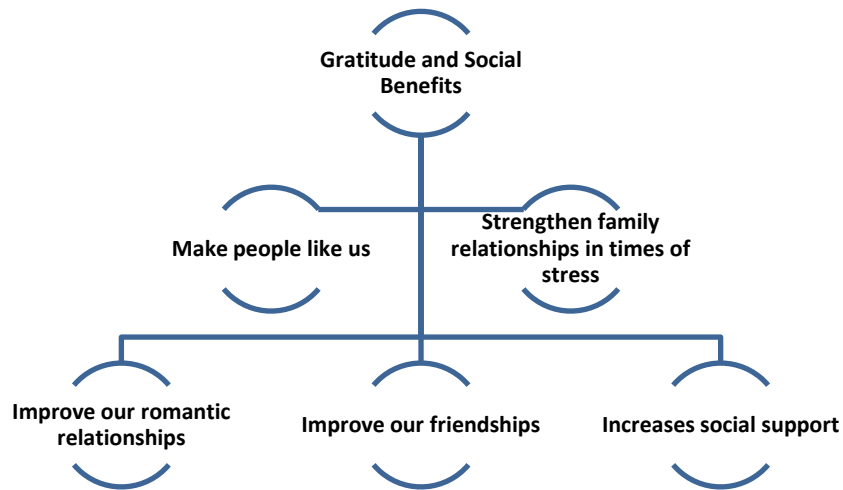 Gratitude and Social
Benefits
Make people like us
Strengthen family
relationships in times of
stress
Improve our romantic
relationships
Improve our friendships
Increases social support